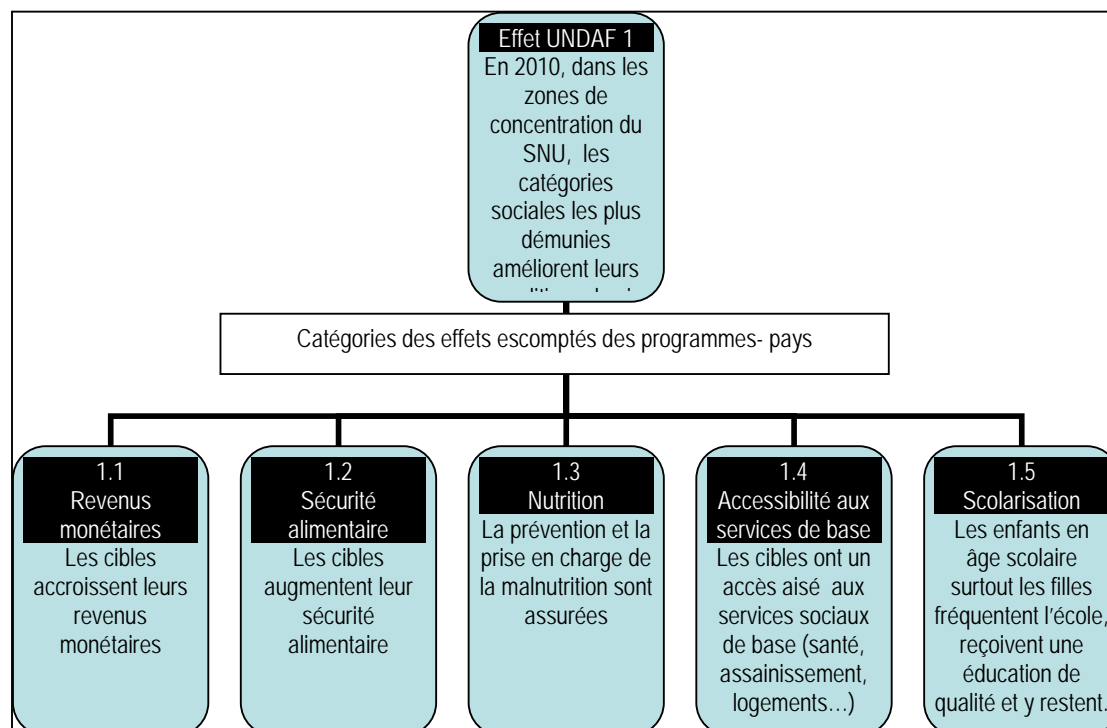 Effet UNDAF 1
En 2010, dans les
zones de
concentration du
SNU, les
catégories
sociales les plus
démunies
améliorent leurs
Catégories des effets escomptés des programmes- pays
1.1
Revenus
monétaires
Les cibles
accroissent leurs
revenus
monétaires
1.2
Sécurité
alimentaire
Les cibles
augmentent leur
sécurité
alimentaire
1.3
Nutrition
La prévention et la
prise en charge de
la malnutrition sont
assurées
1.4
Accessibilité aux
services de base
Les cibles ont un
accès aisé aux
services sociaux
de base (santé,
assainissement,
logements…)
1.5
Scolarisation
Les enfants en
âge scolaire
surtout les filles
fréquentent l'école,
reçoivent une
éducation de
qualité et y restent.